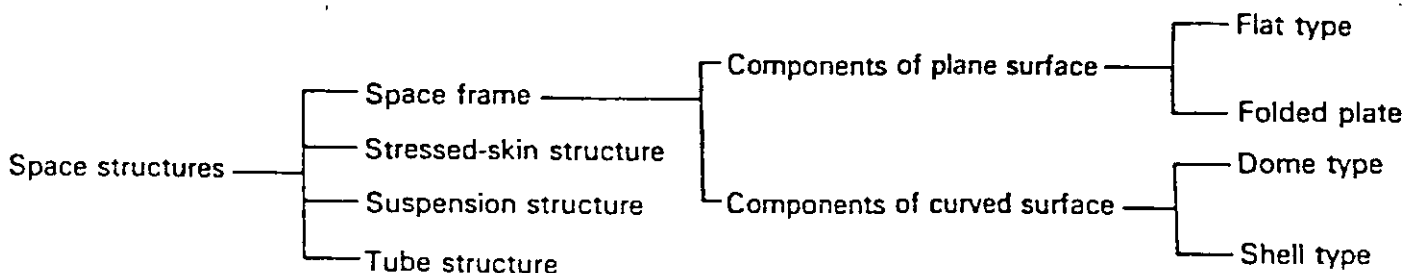 Space structures
Space frame
Stressed-skin structure
Suspension structure
Tube structure
Components of plane surface
Components of curved surface
Flat type
Folded plate
Dome type
Shell type